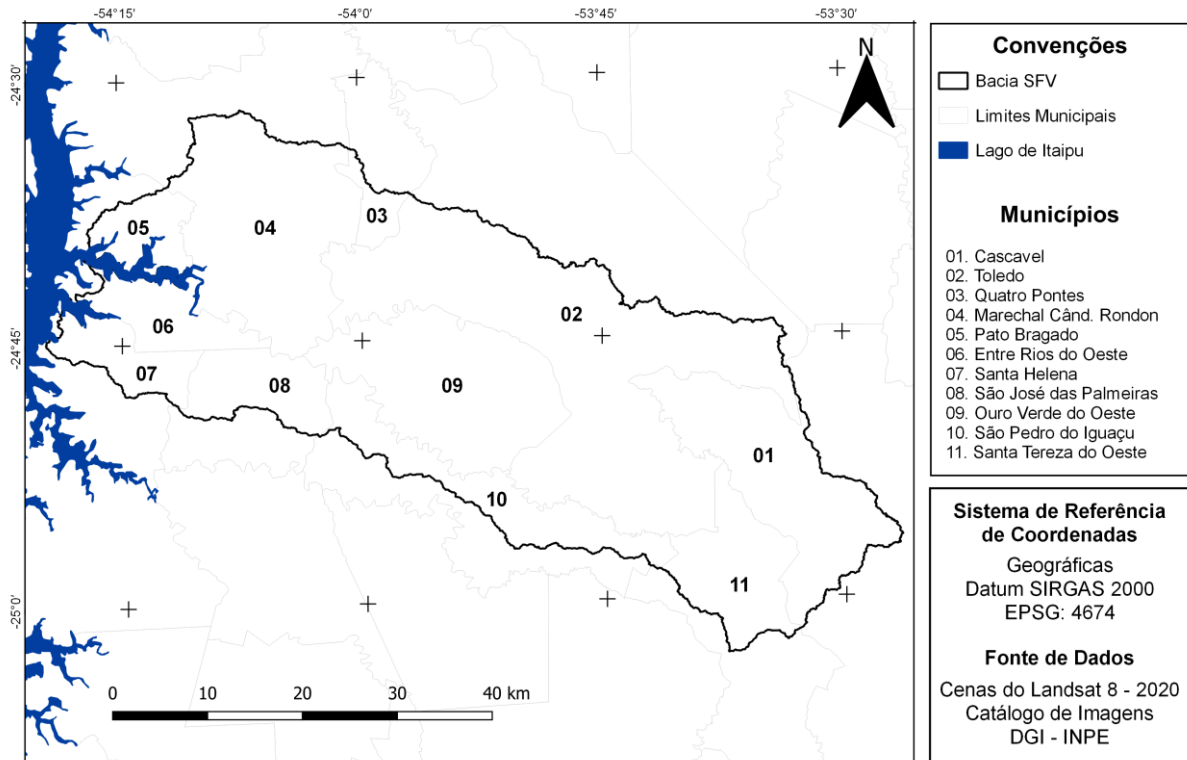 -54°15'
-54°0'
-53°45'
-53°30'
-24°30'
-24°45'
-25°0'
N
05
04
03
02
06
07
08
09
01
10
11
0
10
20
30
40 km
Convenções
Bacia SFV
Limites Municipais
Lago de Itaipu
Municípios
01. Cascavel
02. Toledo
03. Quatro Pontes
04. Marechal Când. Rondon
05. Pato Bragado
06. Entre Rios do Oeste
07. Santa Helena
08. São José das Palmeiras
09. Ouro Verde do Oeste
10. São Pedro do Iguaçu
11. Santa Tereza do Oeste
Sistema de Referência
de Coordenadas
Geográficas
Datum SIRGAS 2000
EPSG: 4674
Fonte de Dados
Cenas do Landsat 8 - 2020
Catálogo de Imagens
DGI - INPE